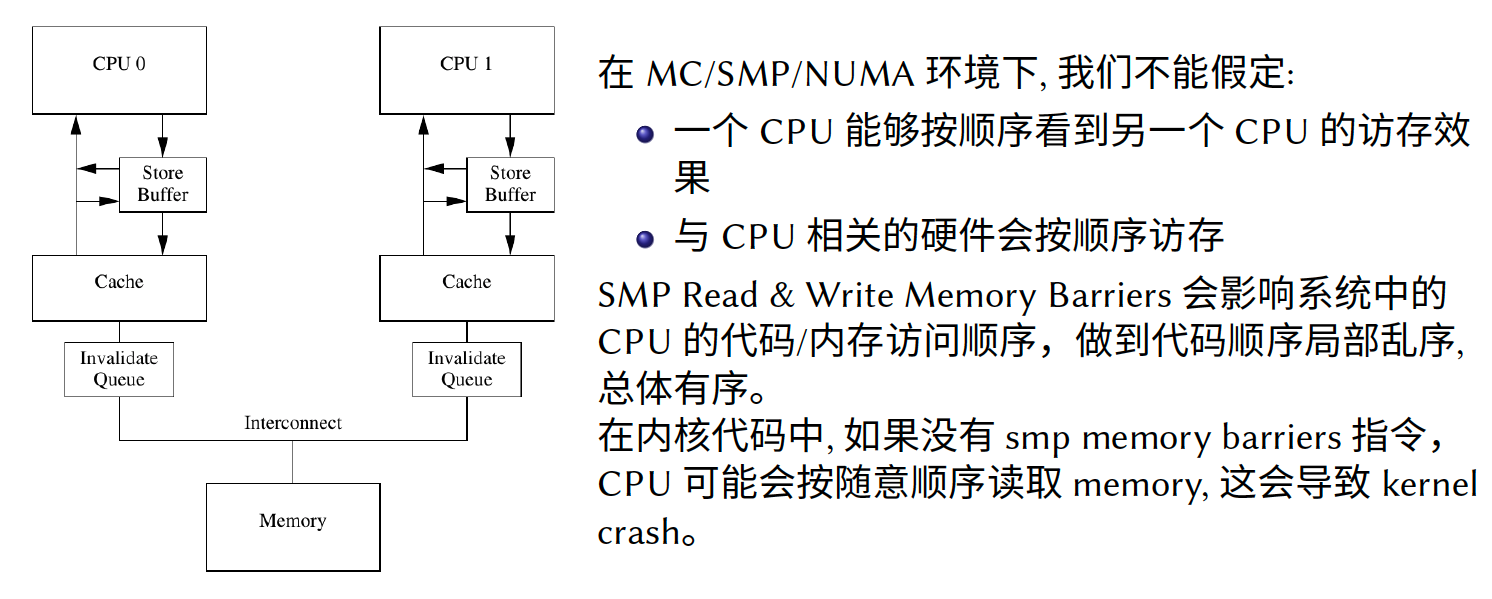 CPU 0
CPU 1
Store
Buffer
Store
Buffer
Cache
Cache
Invalidate
Queue
Invalidate
Queue
Interconnect
Memory
在 MC/SMP/NUMA 环境下, 我们不能假定:
一个 CPU 能够按顺序看到另一个 CPU 的访存效
果
与 CPU 相关的硬件会按顺序访存
SMP Read & Write Memory Barriers 会影响系统中的
CPU 的代码/内存访问顺序，做到代码顺序局部乱序,
总体有序。
在内核代码中, 如果没有 smp memory barriers 指令，
CPU 可能会按随意顺序读取 memory, 这会导致 kernel
crash。